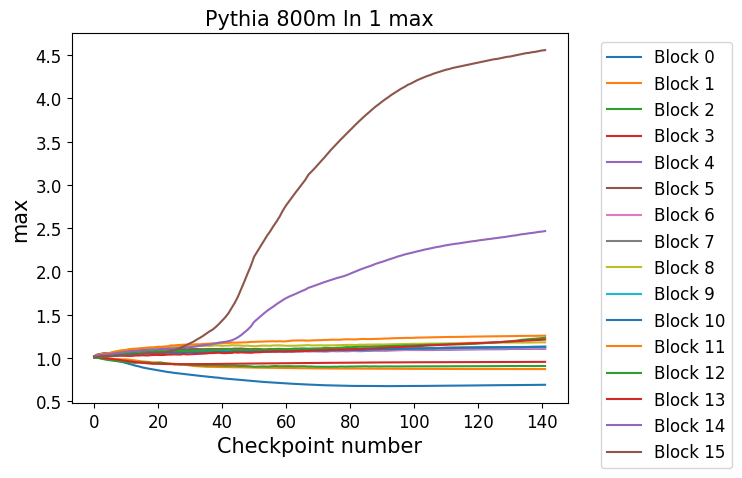 Pythia 800m ln 1 max
max
4.5
4.0
3.5
3.0
2.5
2.0
1.5
1.0
0.5
0 20 40 60 80 100 120 140
Checkpoint number
Block 0
Block 1
Block 2
Block 3
Block 4
Block 5
Block 6
Block 7
Block 8
Block 9
Block 10
Block 11
Block 12
Block 13
Block 14
Block 15